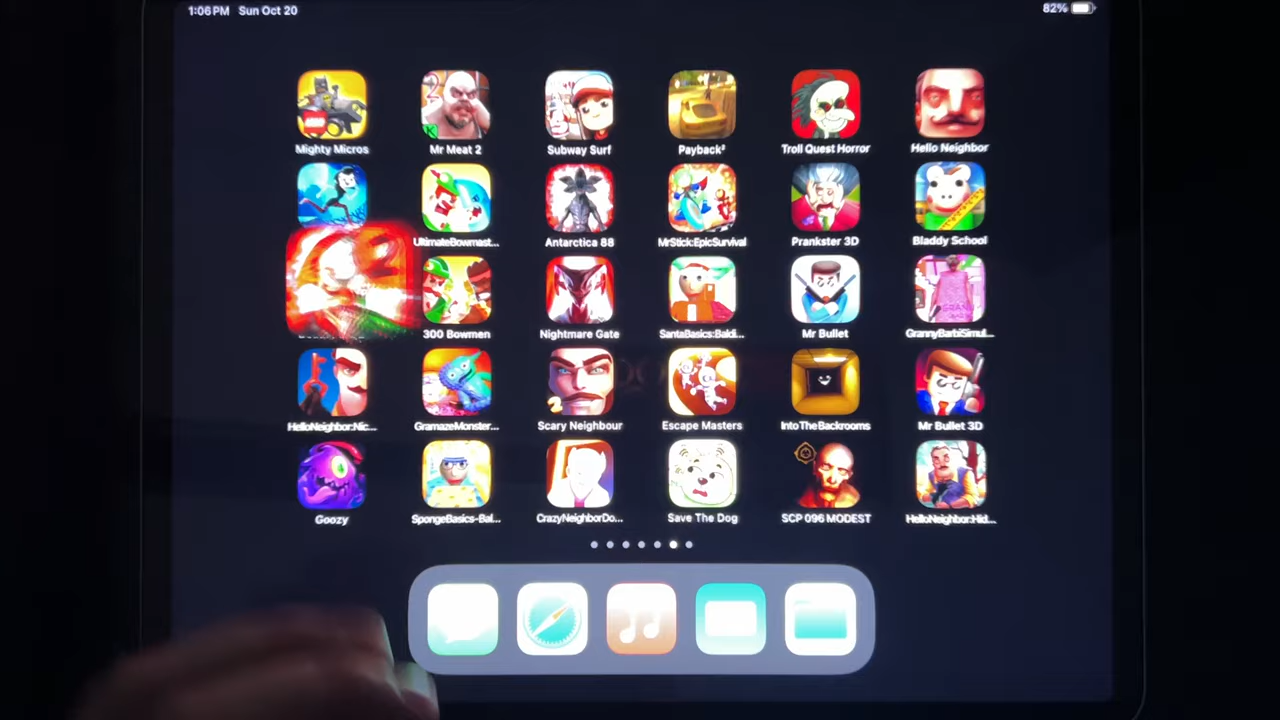 1:06 PM Sun Oct 20
82%
Mighty Micros
Mr Meat 2
Subway Surf
Payback²
Troll Quest Horror
Hello Neighbor
UltimateBowmast...
Antarctica 88
MrStick:EpicSurvival
Prankster 3D
Bladdy School
300 Bowmen
Nightmare Gate
SantaBasics:Baldi...
Mr Bullet
GrannyBarbiSimul...
HelloNeighbor:Nic...
GramazeMonster...
Scary Neighbour
Escape Masters
IntoTheBackrooms
Mr Bullet 3D
Goozy
SpongeBasics-Bal...
CrazyNeighborDo...
Save The Dog
SCP 096 MODEST
HelloNeighbor:Hid...